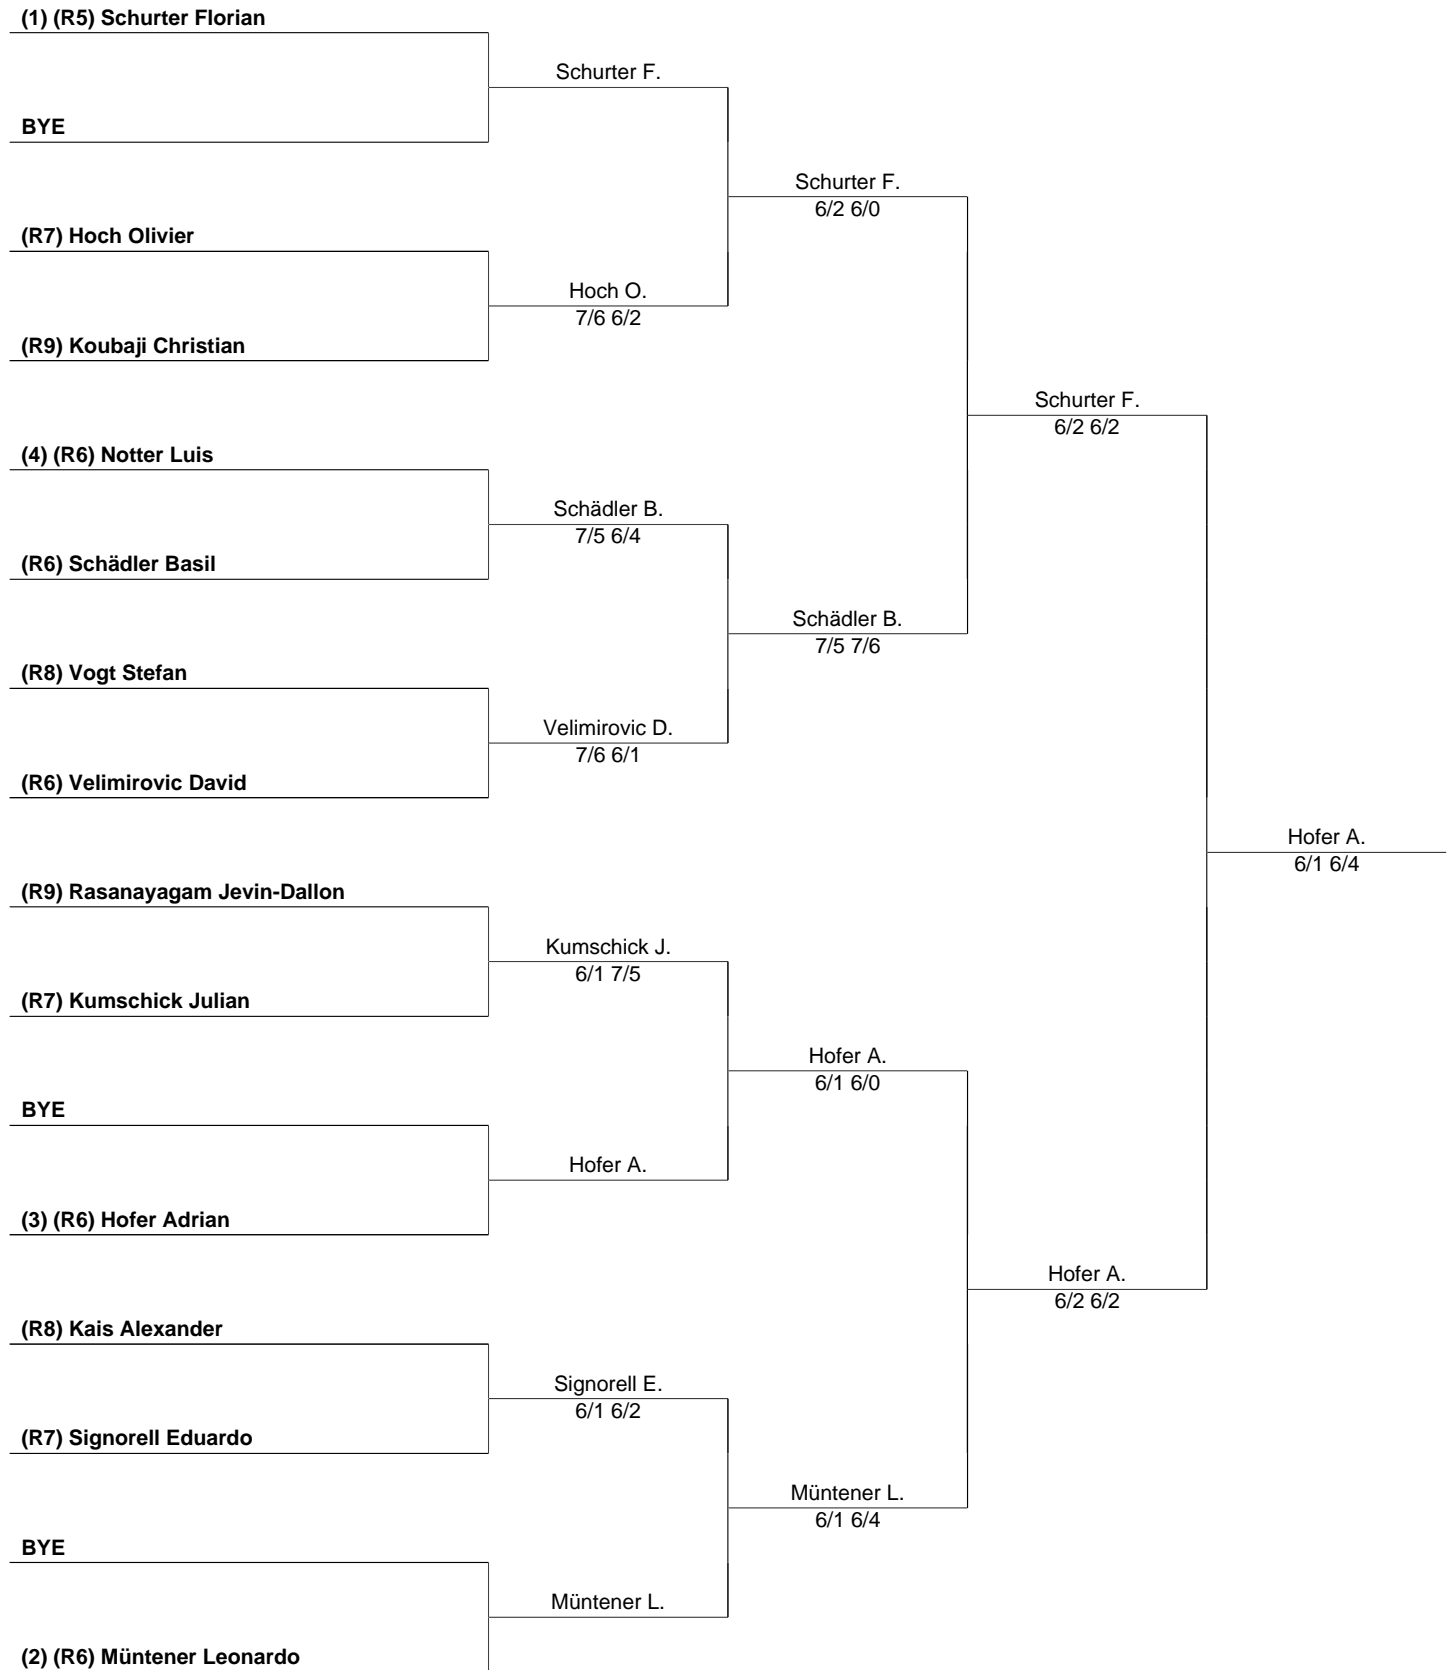 (1) (R5) Schurter Florian
Schurter F.
BYE
Schurter F.
6/2 6/0
(R7) Hoch Olivier
Hoch O.
7/6 6/2
(R9) Koubaji Christian
Schurter F.
6/2 6/2
(4) (R6) Notter Luis
Schädler B.
7/5 6/4
(R6) Schädler Basil
Schädler B.
7/5 7/6
(R8) Vogt Stefan
Velimirovic D.
7/6 6/1
(R6) Velimirovic David
Hofer A.
6/1 6/4
(R9) Rasanayagam Jevin-Dallon
Kumschick J.
6/1 7/5
(R7) Kumschick Julian
Hofer A.
6/1 6/0
BYE
Hofer A.
(3) (R6) Hofer Adrian
Hofer A.
6/2 6/2
(R8) Kais Alexander
Signorell E.
6/1 6/2
(R7) Signorell Eduardo
Müntener L.
6/1 6/4
BYE
Müntener L.
(2) (R6) Müntener Leonardo